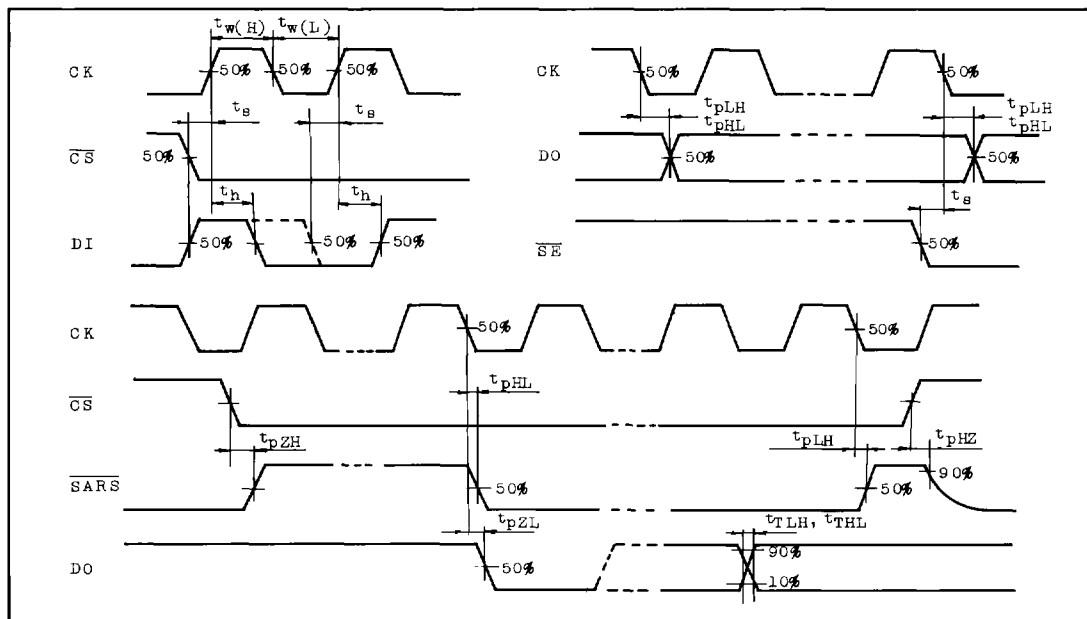 tw(H) tw(L)
CK 50% 50% 50%
ts ts
CS 50%
th th
DI 50% 50% 50%
CK 50% 50%
tpLH tpHL tpLH tpHL
DO 50% 50%
ts
SE 50%
CK 50% 50%
tpHL
CS
tpZH tpLH tpHZ
SARS 50% 50% 90%
tpZL tTLH, tTHL
DO 50% 90% 10%